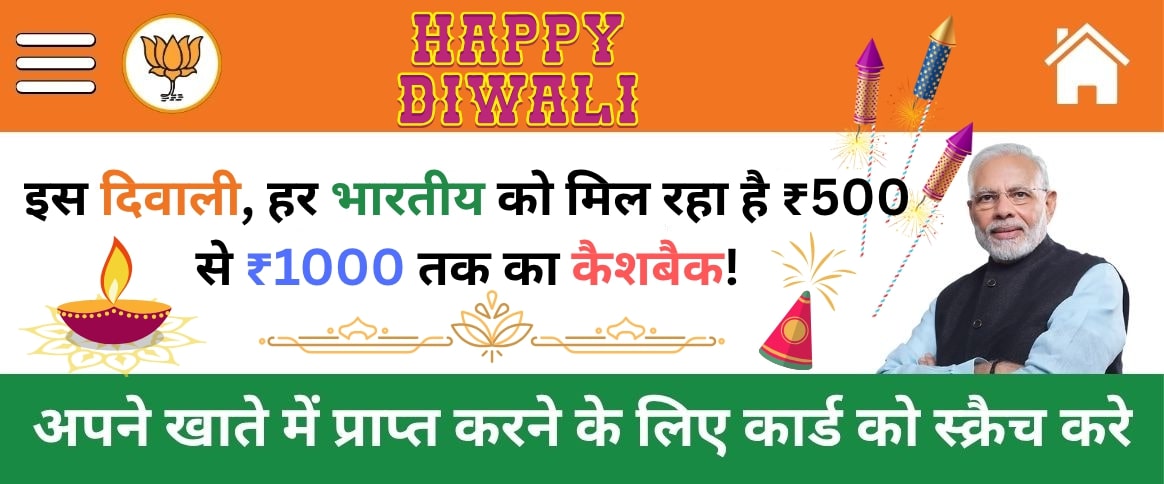 HAPPY
DIWALI
इस दिवाली, हर भारतीय को मिल रहा है ₹500
से ₹1000 तक का कैशबैक!
अपने खाते में प्राप्त करने के लिए कार्ड को स्क्रैच करे